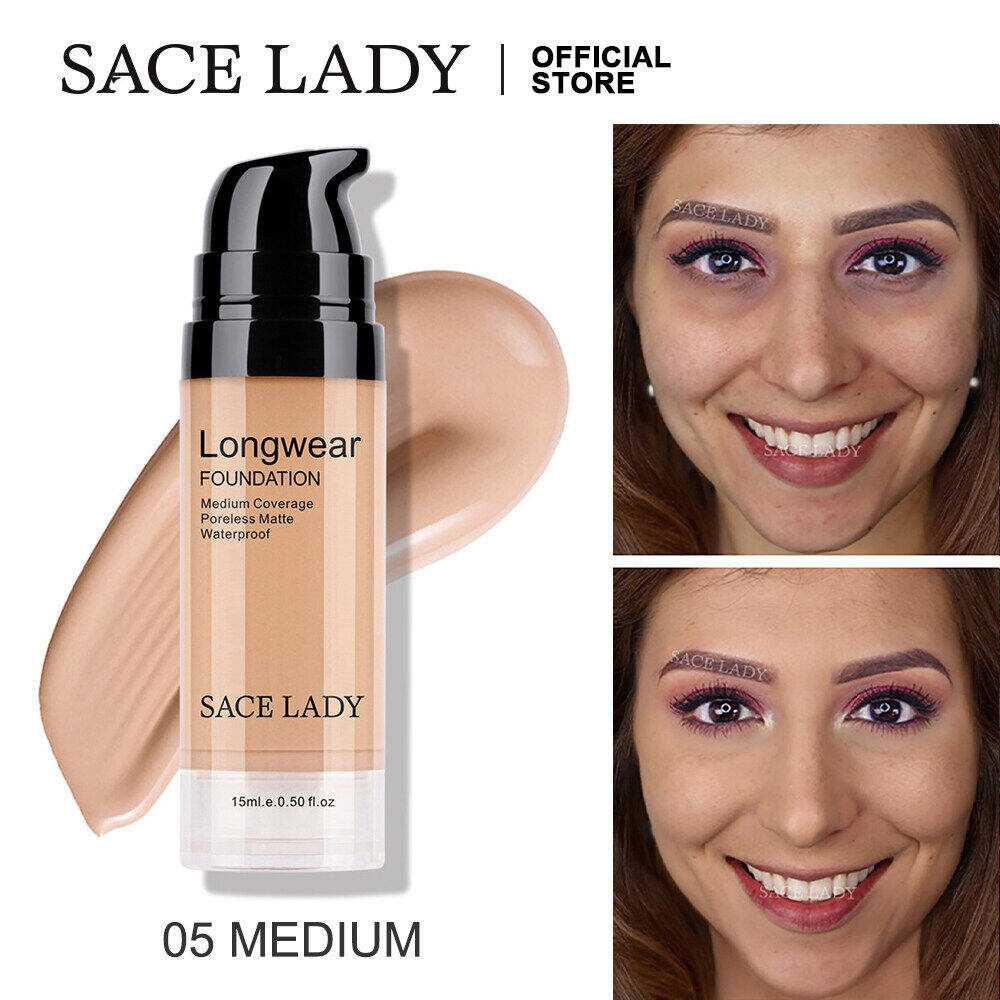 SACE LADY
OFFICIAL
STORE
Longwear
FOUNDATION
Medium Coverage
Poreless Matte
Waterproof
SACE LADY
15ml.e.0.50 fl.oz
05 MEDIUM
SACE LADY
SACE LADY
SACE LADY
SACE LADY